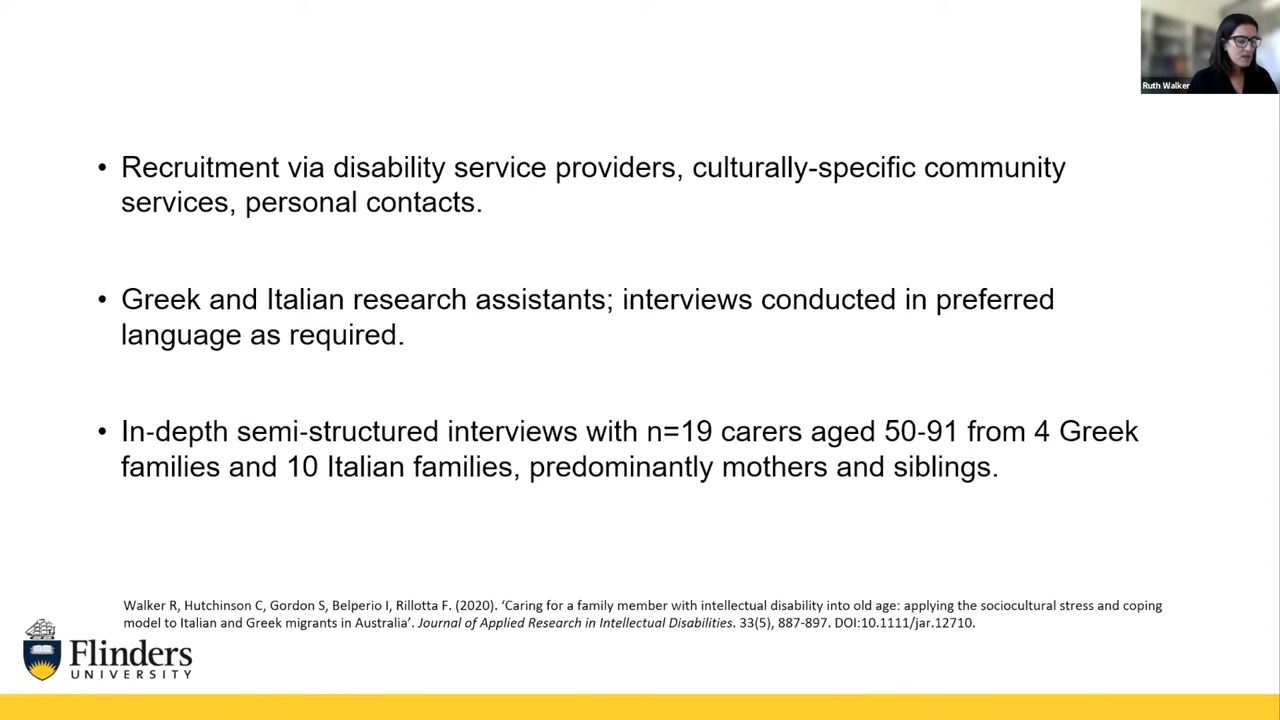 Ruth Walker
• Recruitment via disability service providers, culturally-specific community
services, personal contacts.
• Greek and Italian research assistants; interviews conducted in preferred
language as required.
• In-depth semi-structured interviews with n=19 carers aged 50-91 from 4 Greek
families and 10 Italian families, predominantly mothers and siblings.
Walker R, Hutchinson C, Gordon S, Belperio I, Rillotta F. (2020). ‘Caring for a family member with intellectual disability into old age: applying the sociocultural stress and coping
model to Italian and Greek migrants in Australia’. Journal of Applied Research in Intellectual Disabilities. 33(5), 887-897. DOI:10.1111/jar.12710.
Flinders
UNIVERSITY